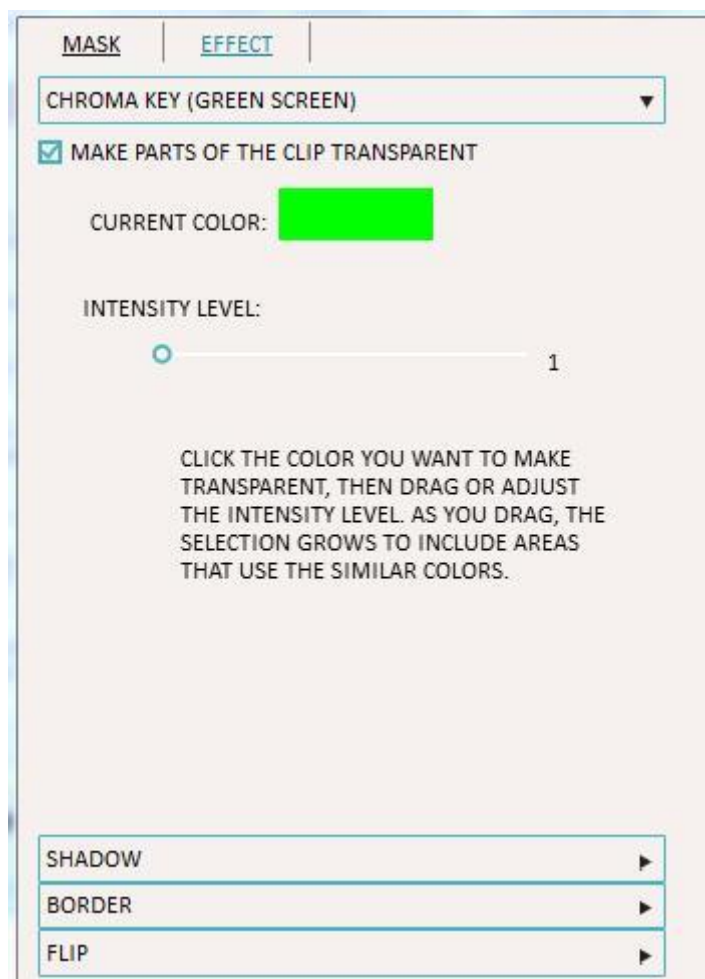 MASK EFFECT
CHROMA KEY (GREEN SCREEN)
MAKE PARTS OF THE CLIP TRANSPARENT
CURRENT COLOR:
INTENSITY LEVEL:
1
CLICK THE COLOR YOU WANT TO MAKE
TRANSPARENT, THEN DRAG OR ADJUST
THE INTENSITY LEVEL. AS YOU DRAG, THE
SELECTION GROWS TO INCLUDE AREAS
THAT USE THE SIMILAR COLORS.
SHADOW
BORDER
FLIP